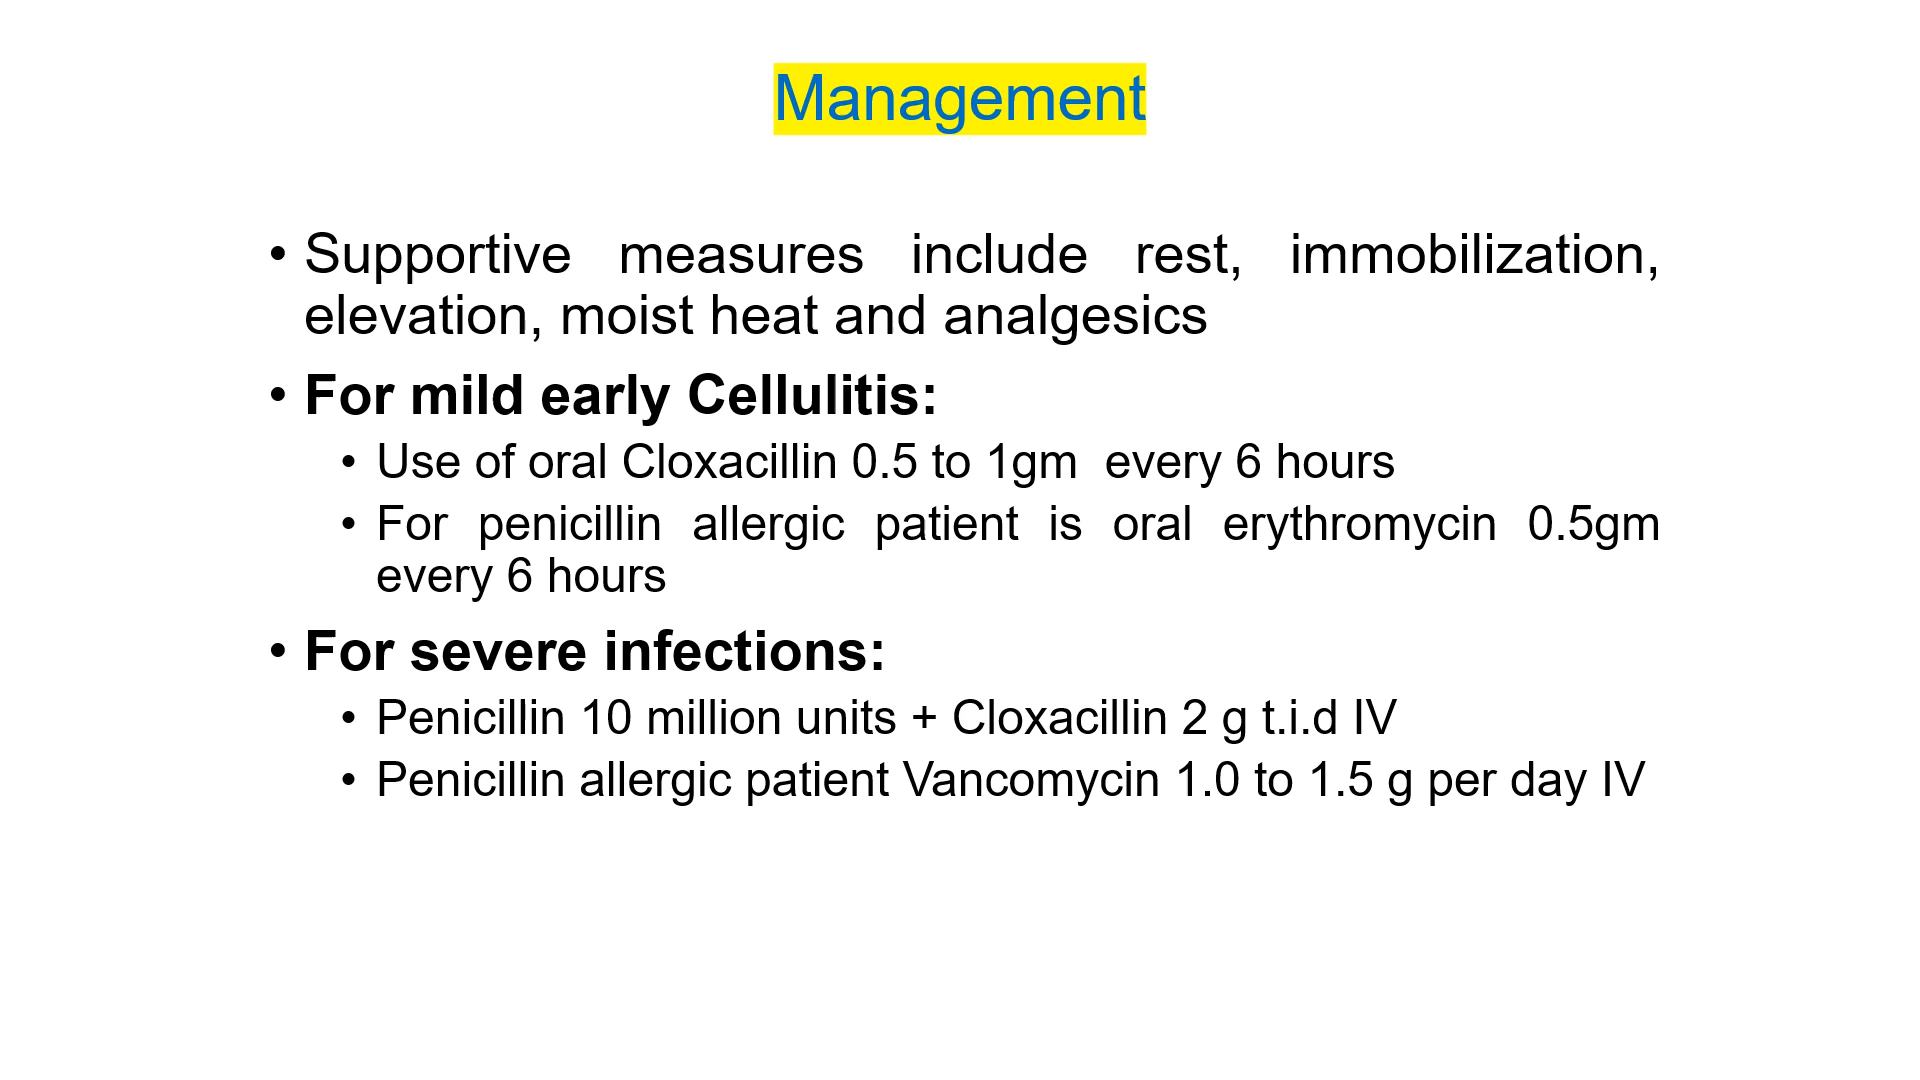 Management
• Supportive measures include rest, immobilization,
elevation, moist heat and analgesics
• For mild early Cellulitis:
• Use of oral Cloxacillin 0.5 to 1gm  every 6 hours
• For penicillin allergic patient is oral erythromycin 0.5gm
every 6 hours
• For severe infections:
• Penicillin 10 million units + Cloxacillin 2 g t.i.d IV
• Penicillin allergic patient Vancomycin 1.0 to 1.5 g per day IV